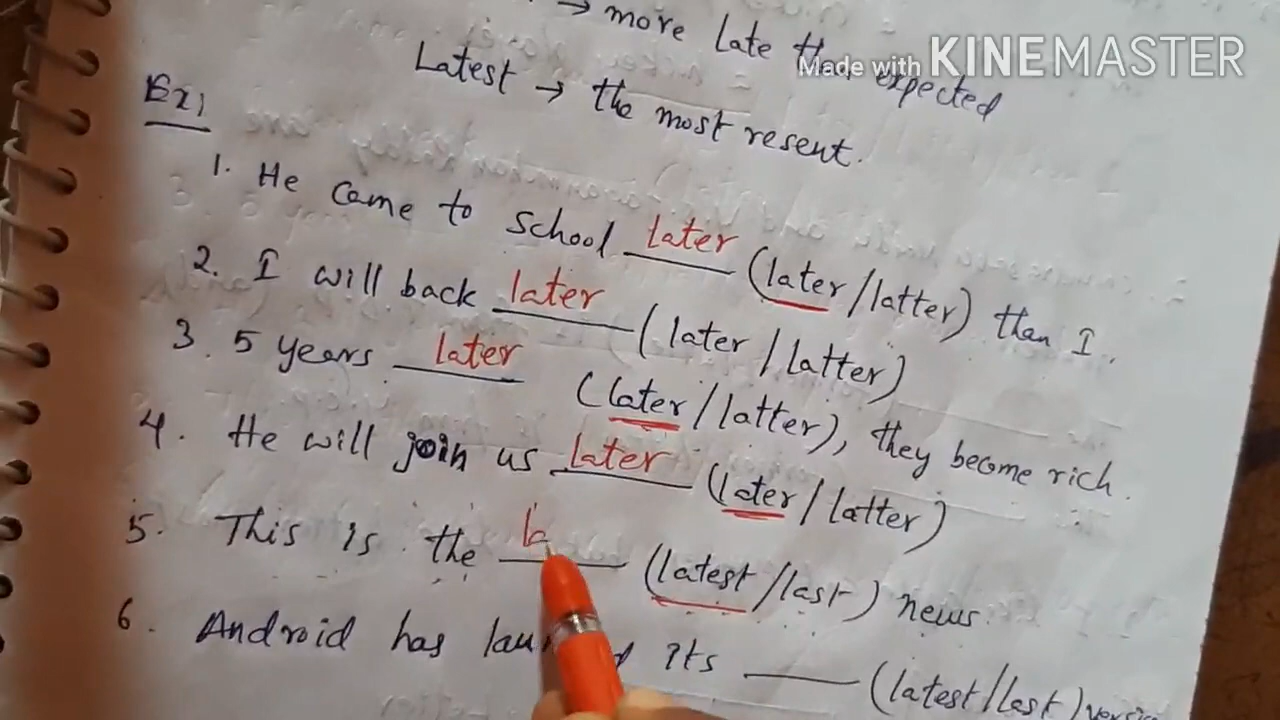 → more late than expected
Made with KINEMASTER
Latest → the most resent.
Ex1
1. He came to school later (later/latter) than I.
2. I will back later (later/latter)
3. 5 years later (later/latter), they become rich.
4. He will join us later (later/latter)
5. This is the la (latest/last) news
6. Android has its (latest/last)